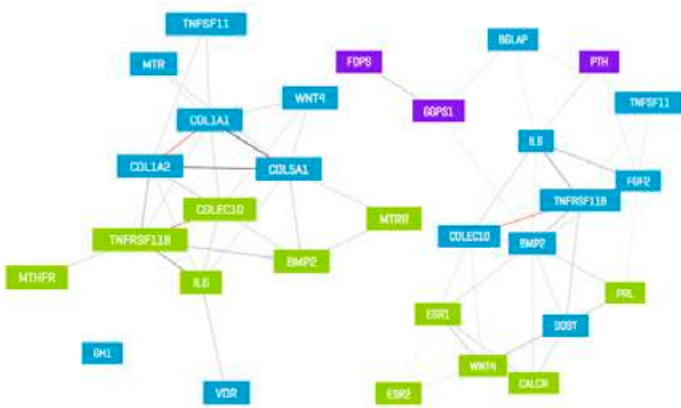 TNFSF11
MTR
WNT4
COL1A1
COL1A2
COL5A1
COLEC10
MTRR
TNFRSF11B
BMP2
MTHFR
IL6
GH1
VDR
BGLAP
FDPS
PTH
TNFSF11
GGPS1
IL6
FGF2
TNFRSF11B
COLEC10
BMP2
PRL
ESR1
SOST
WNT4
CALCR
ESR2